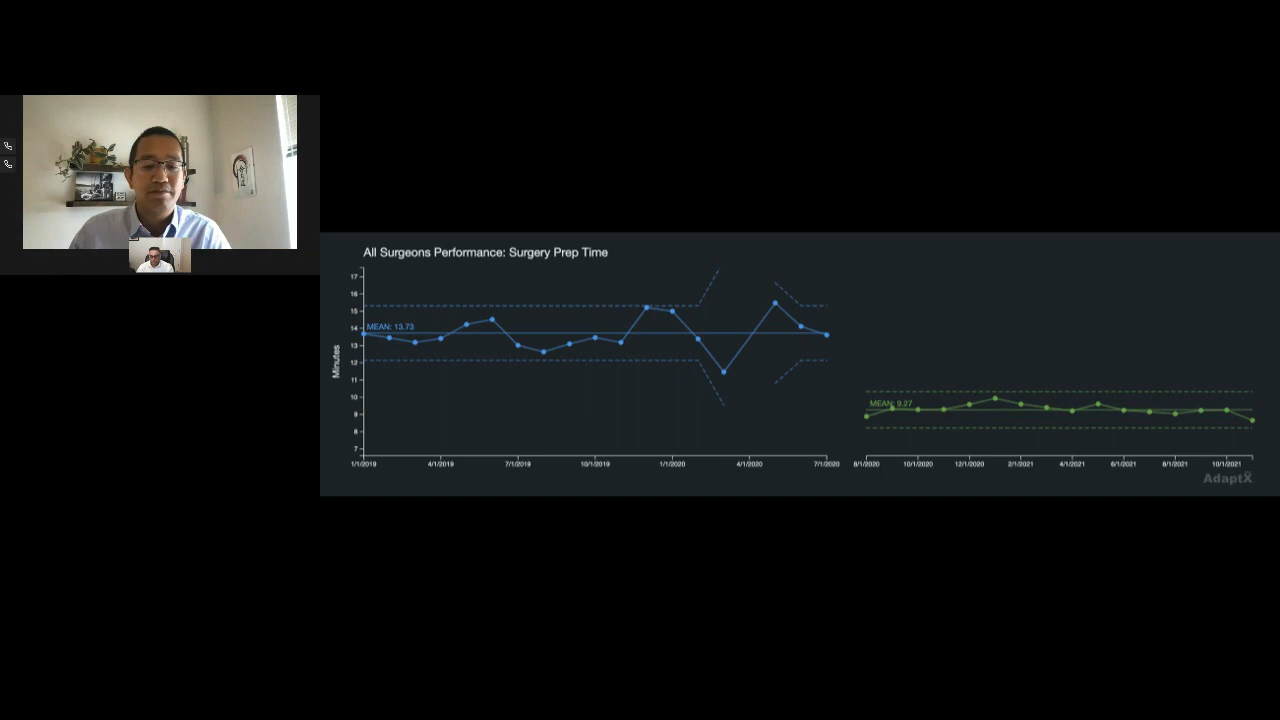 All Surgeons Performance: Surgery Prep Time
Minutes
17
16
15
14
13
12
11
10
9
8
7
MEAN: 13.73
MEAN: 9.27
1/1/2019 4/1/2019 7/1/2019 10/1/2019 1/1/2020 4/1/2020 7/1/2020
8/1/2020 10/1/2020 12/1/2020 2/1/2021 4/1/2021 6/1/2021 8/1/2021 10/1/2021
AdaptX